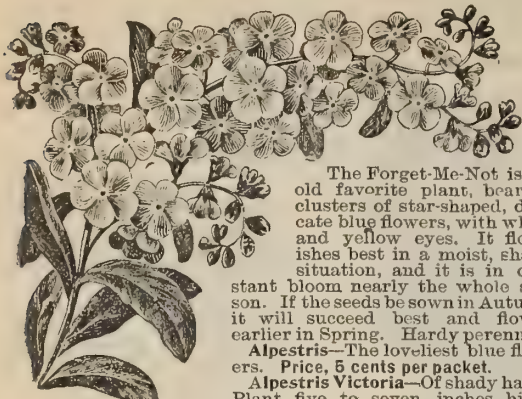 The Forget-Me-Not is
old favorite plant, bear
clusters of star-shaped, d
cate blue flowers, with wh
and yellow eyes. It flo
ishes best in a moist, sha
situation, and it is in c
stant bloom nearly the whole s
son. If the seeds be sown in Autu
it will succeed best and flow
earlier in Spring. Hardy perenn
Alpestris—The loveliest blue fl
ers. Price, 5 cents per packet.
Alpestris Victoria—Of shady ha
Plant five to seven inches hi